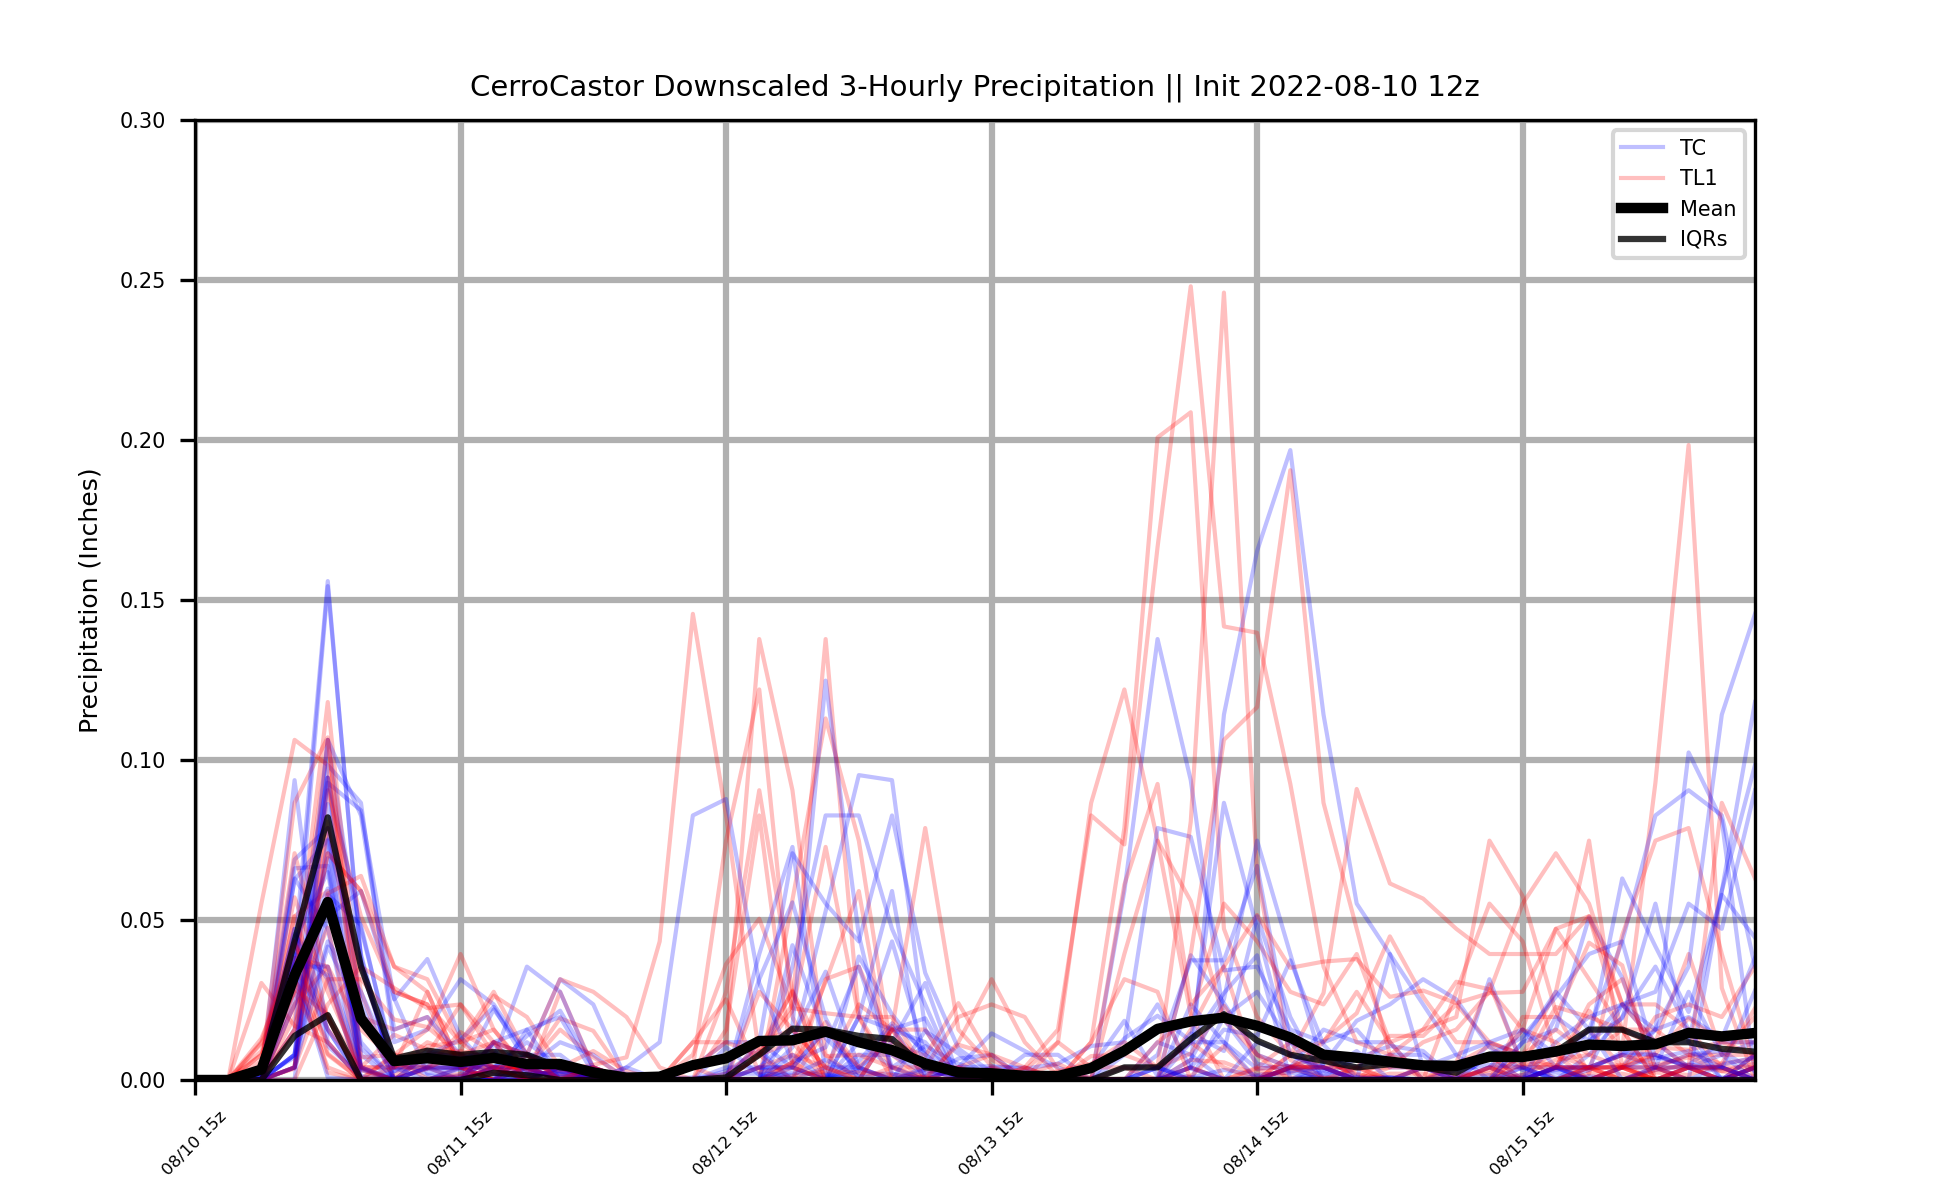 CerroCastor Downscaled 3-Hourly Precipitation || Init 2022-08-10 12z
Precipitation (Inches)
0.30
0.25
0.20
0.15
0.10
0.05
0.00
TC
TL1
Mean
IQRs
08/10 15z
08/11 15z
08/12 15z
08/13 15z
08/14 15z
08/15 15z